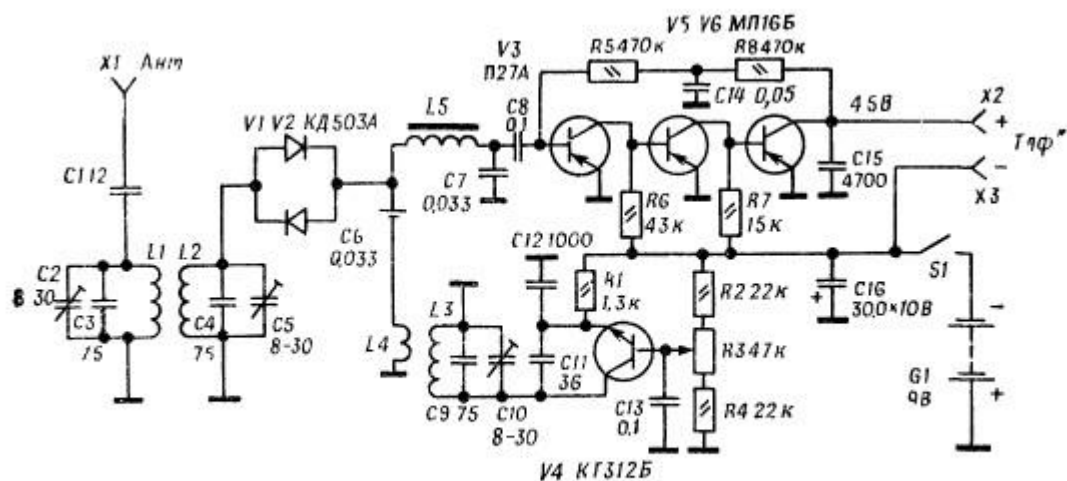 V5 V6 МП16Б
V3
П27А
R5 470к
R8 470к
X1 Ант
C14 0,05
C8
0,1
L5
45В
X2
+
Тлф"
V1 V2 КД503А
C1 12
C7
0,033
C15
4700
−
X3
R6
43к
R7
15к
C6
0,033
C12 1000
L1
L2
C2
8 30
C3
75
C4
75
C5
8-30
L3
R1
1,3к
R2 22к
+
C16
30,0×10В
S1
−
L4
C11
36
R3 47к
C9 75
C10
8-30
C13
0,1
R4 22к
G1
9В
+
V4 КТ312Б